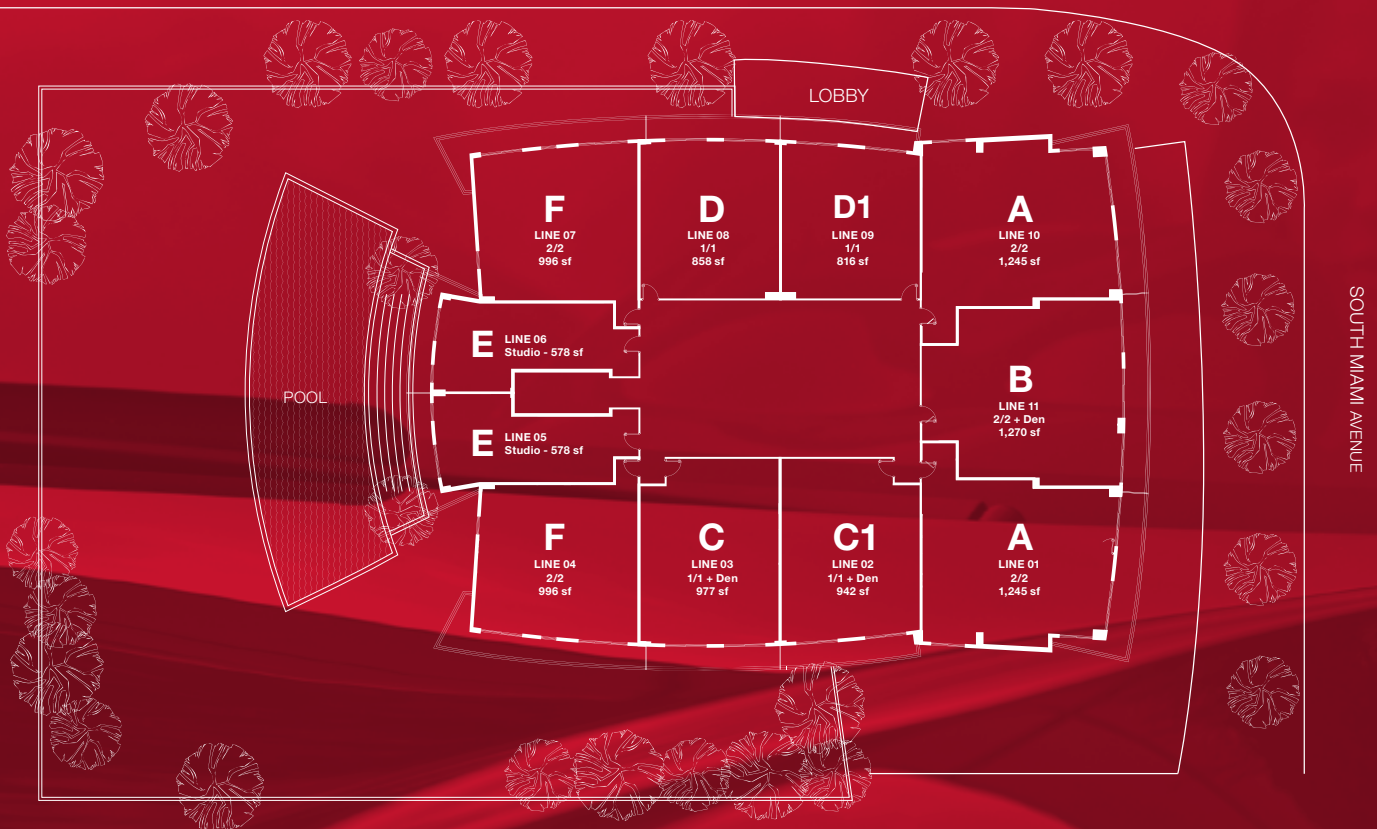 LOBBY
F
LINE 07
2/2
996 sf
D
LINE 08
1/1
858 sf
D1
LINE 09
1/1
816 sf
A
LINE 10
2/2
1,245 sf
E
LINE 06
Studio - 578 sf
POOL
E
LINE 05
Studio - 578 sf
B
LINE 11
2/2 + Den
1,270 sf
SOUTH MIAMI AVENUE
F
LINE 04
2/2
996 sf
C
LINE 03
1/1 + Den
977 sf
C1
LINE 02
1/1 + Den
942 sf
A
LINE 01
2/2
1,245 sf